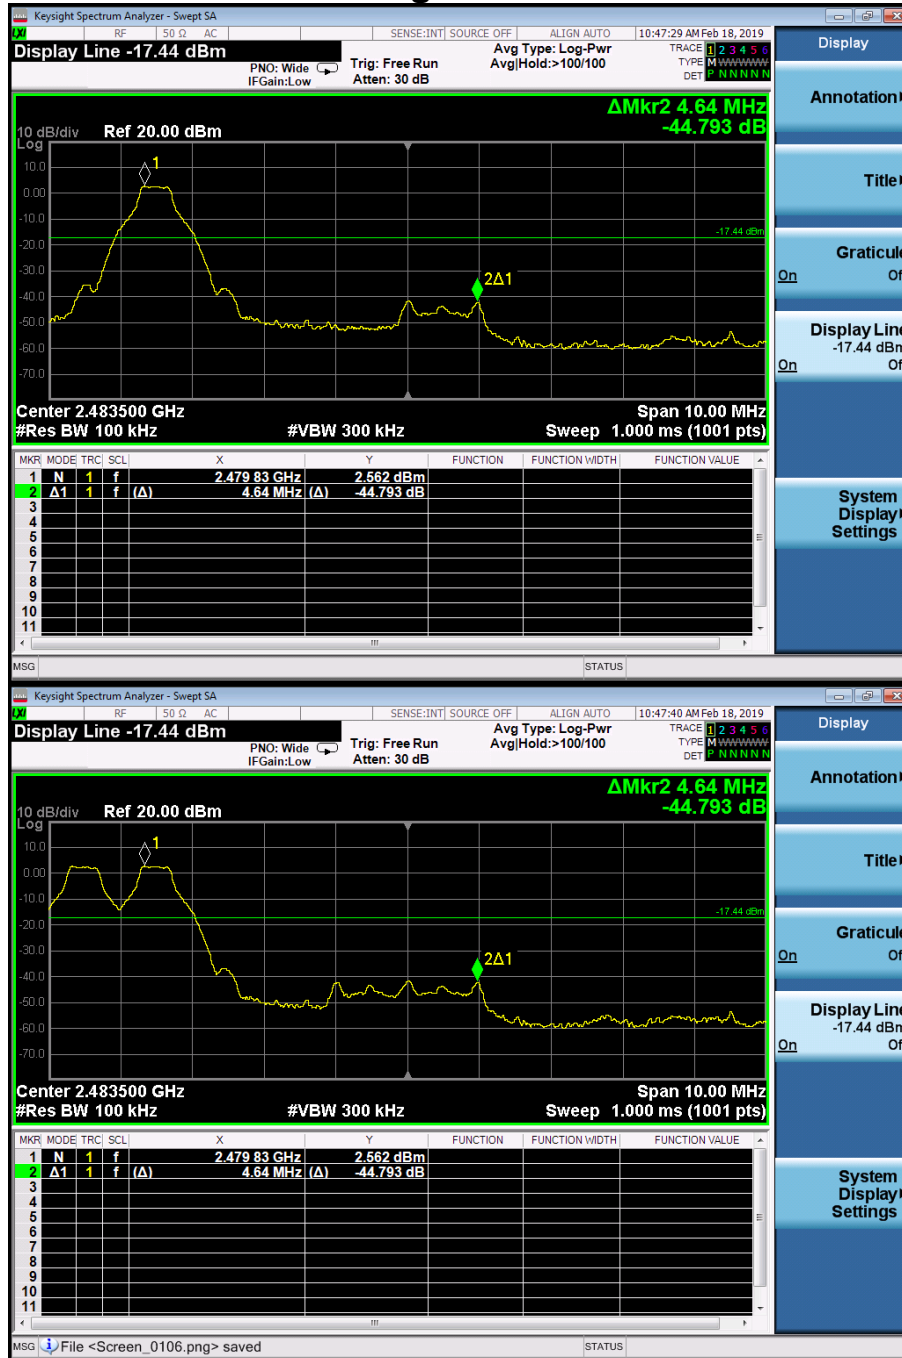 Keysight Spectrum Analyzer - Swept SA
LXI RF 50 Ω AC SENSE:INT SOURCE OFF ALIGN AUTO 10:47:29 AM Feb 18, 2019
Display Line -17.44 dBm
Avg Type: Log-Pwr
TRACE 1 2 3 4 5 6
PNO: Wide Trig: Free Run Avg|Hold:>100/100 TYPE M WWWWW
IFGain:Low Atten: 30 dB DET P N N N N N
ΔMkr2 4.64 MHz
-44.793 dB
10 dB/div Ref 20.00 dBm
Log
10.0
0.00
-10.0
-20.0
-30.0
-40.0
-50.0
-60.0
-70.0
1
-17.44 dBm
2Δ1
Center 2.483500 GHz Span 10.00 MHz
#Res BW 100 kHz #VBW 300 kHz Sweep 1.000 ms (1001 pts)
MKR MODE TRC SCL X Y FUNCTION FUNCTION WIDTH FUNCTION VALUE
1 N 1 f 2.479 83 GHz 2.562 dBm
2 Δ1 1 f (Δ) 4.64 MHz (Δ) -44.793 dB
3
4
5
6
7
8
9
10
11
MSG STATUS
Display
Annotation
Title
Graticule
On Of
Display Line
-17.44 dBm
On Of
System
Display
Settings
Keysight Spectrum Analyzer - Swept SA
LXI RF 50 Ω AC SENSE:INT SOURCE OFF ALIGN AUTO 10:47:40 AM Feb 18, 2019
Display Line -17.44 dBm
Avg Type: Log-Pwr
TRACE 1 2 3 4 5 6
PNO: Wide Trig: Free Run Avg|Hold:>100/100 TYPE M WWWWW
IFGain:Low Atten: 30 dB DET P N N N N N
ΔMkr2 4.64 MHz
-44.793 dB
10 dB/div Ref 20.00 dBm
Log
10.0
0.00
-10.0
-20.0
-30.0
-40.0
-50.0
-60.0
-70.0
1
-17.44 dBm
2Δ1
Center 2.483500 GHz Span 10.00 MHz
#Res BW 100 kHz #VBW 300 kHz Sweep 1.000 ms (1001 pts)
MKR MODE TRC SCL X Y FUNCTION FUNCTION WIDTH FUNCTION VALUE
1 N 1 f 2.479 83 GHz 2.562 dBm
2 Δ1 1 f (Δ) 4.64 MHz (Δ) -44.793 dB
3
4
5
6
7
8
9
10
11
MSG File <Screen_0106.png> saved STATUS
Display
Annotation
Title
Graticule
On Of
Display Line
-17.44 dBm
On Of
System
Display
Settings